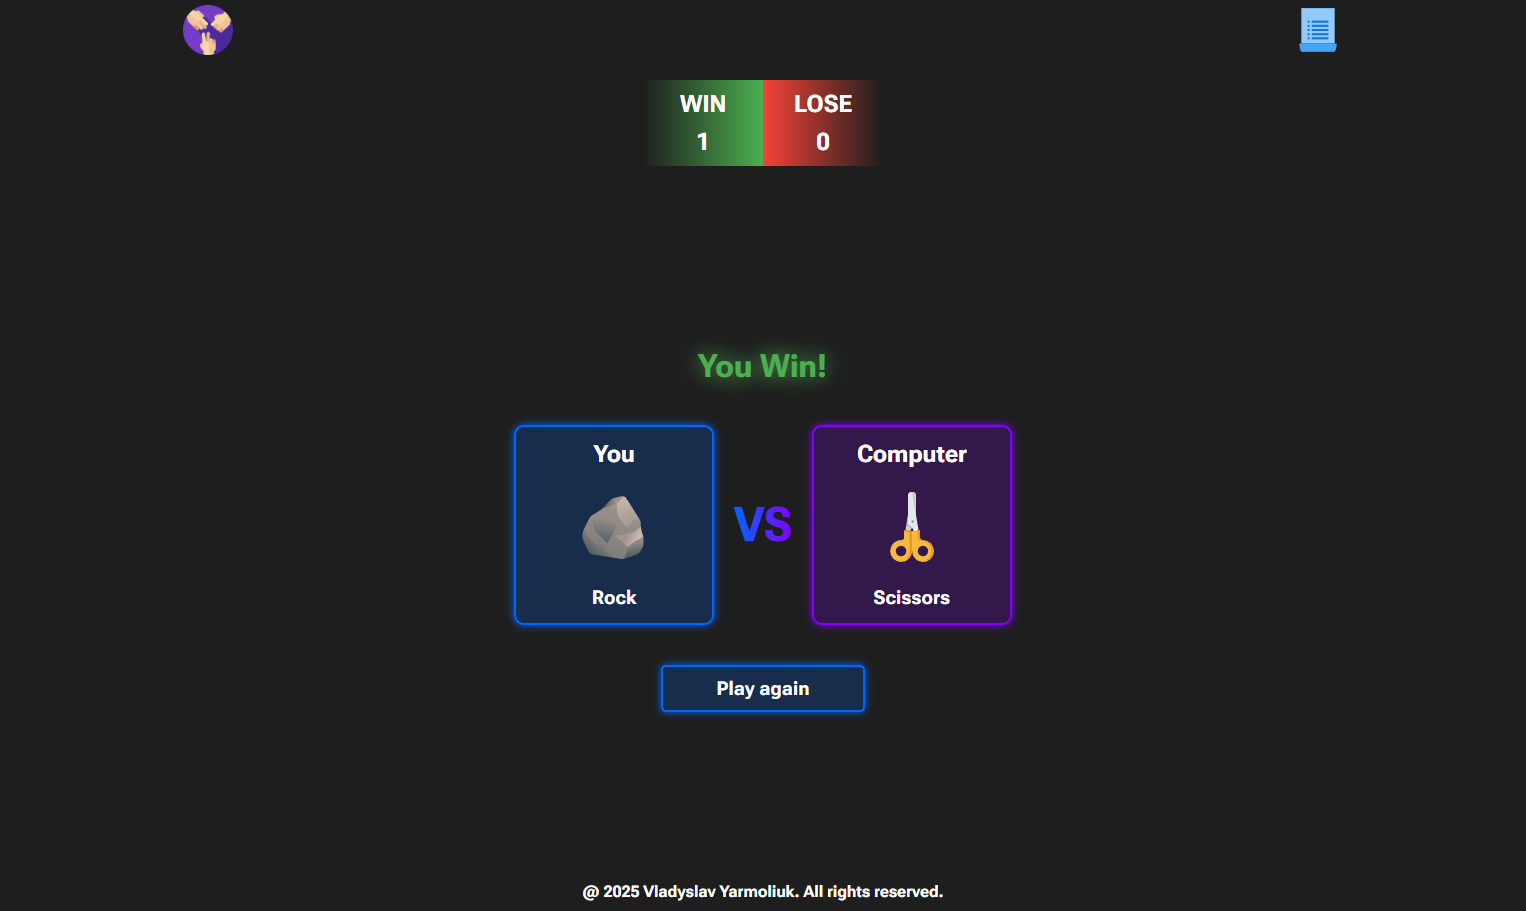 WIN LOSE
1 0
You Win!
You Computer
VS
Rock Scissors
Play again
@ 2025 Vladyslav Yarmoliuk. All rights reserved.